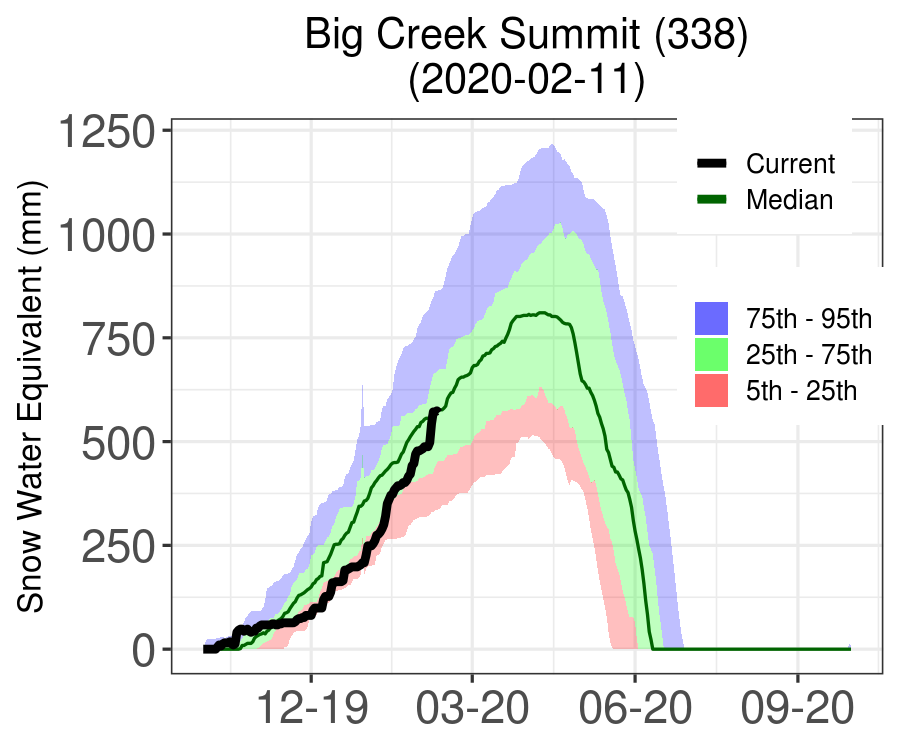 Big Creek Summit (338)
(2020-02-11)
Snow Water Equivalent (mm)
1250
1000
750
500
250
0
12-19
03-20
06-20
09-20
Current
Median
75th - 95th
25th - 75th
5th - 25th